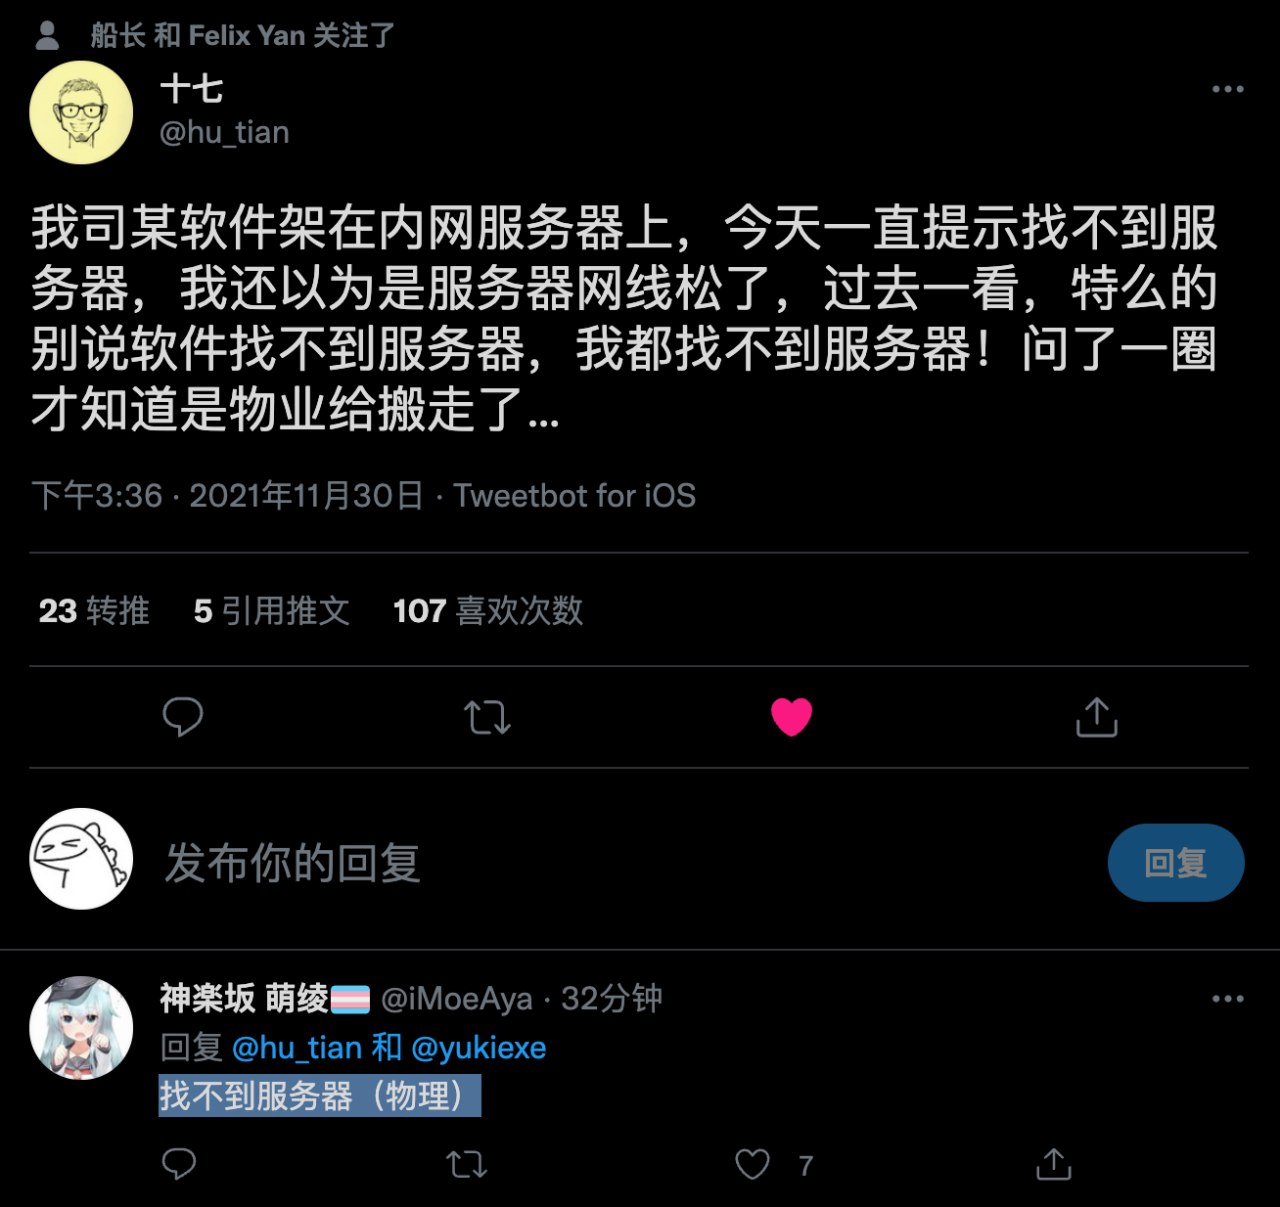 船长 和 Felix Yan 关注了
十七
@hu_tian
我司某软件架在内网服务器上，今天一直提示找不到服
务器，我还以为是服务器网线松了，过去一看，特么的
别说软件找不到服务器，我都找不到服务器！问了一圈
才知道是物业给搬走了...
下午3:36 · 2021年11月30日 · Tweetbot for iOS
23 转推 5 引用推文 107 喜欢次数
发布你的回复
回复
神楽坂 萌绫🏳️‍⚧️ @iMoeAya · 32分钟
回复 @hu_tian 和 @yukiexe
找不到服务器（物理）
7